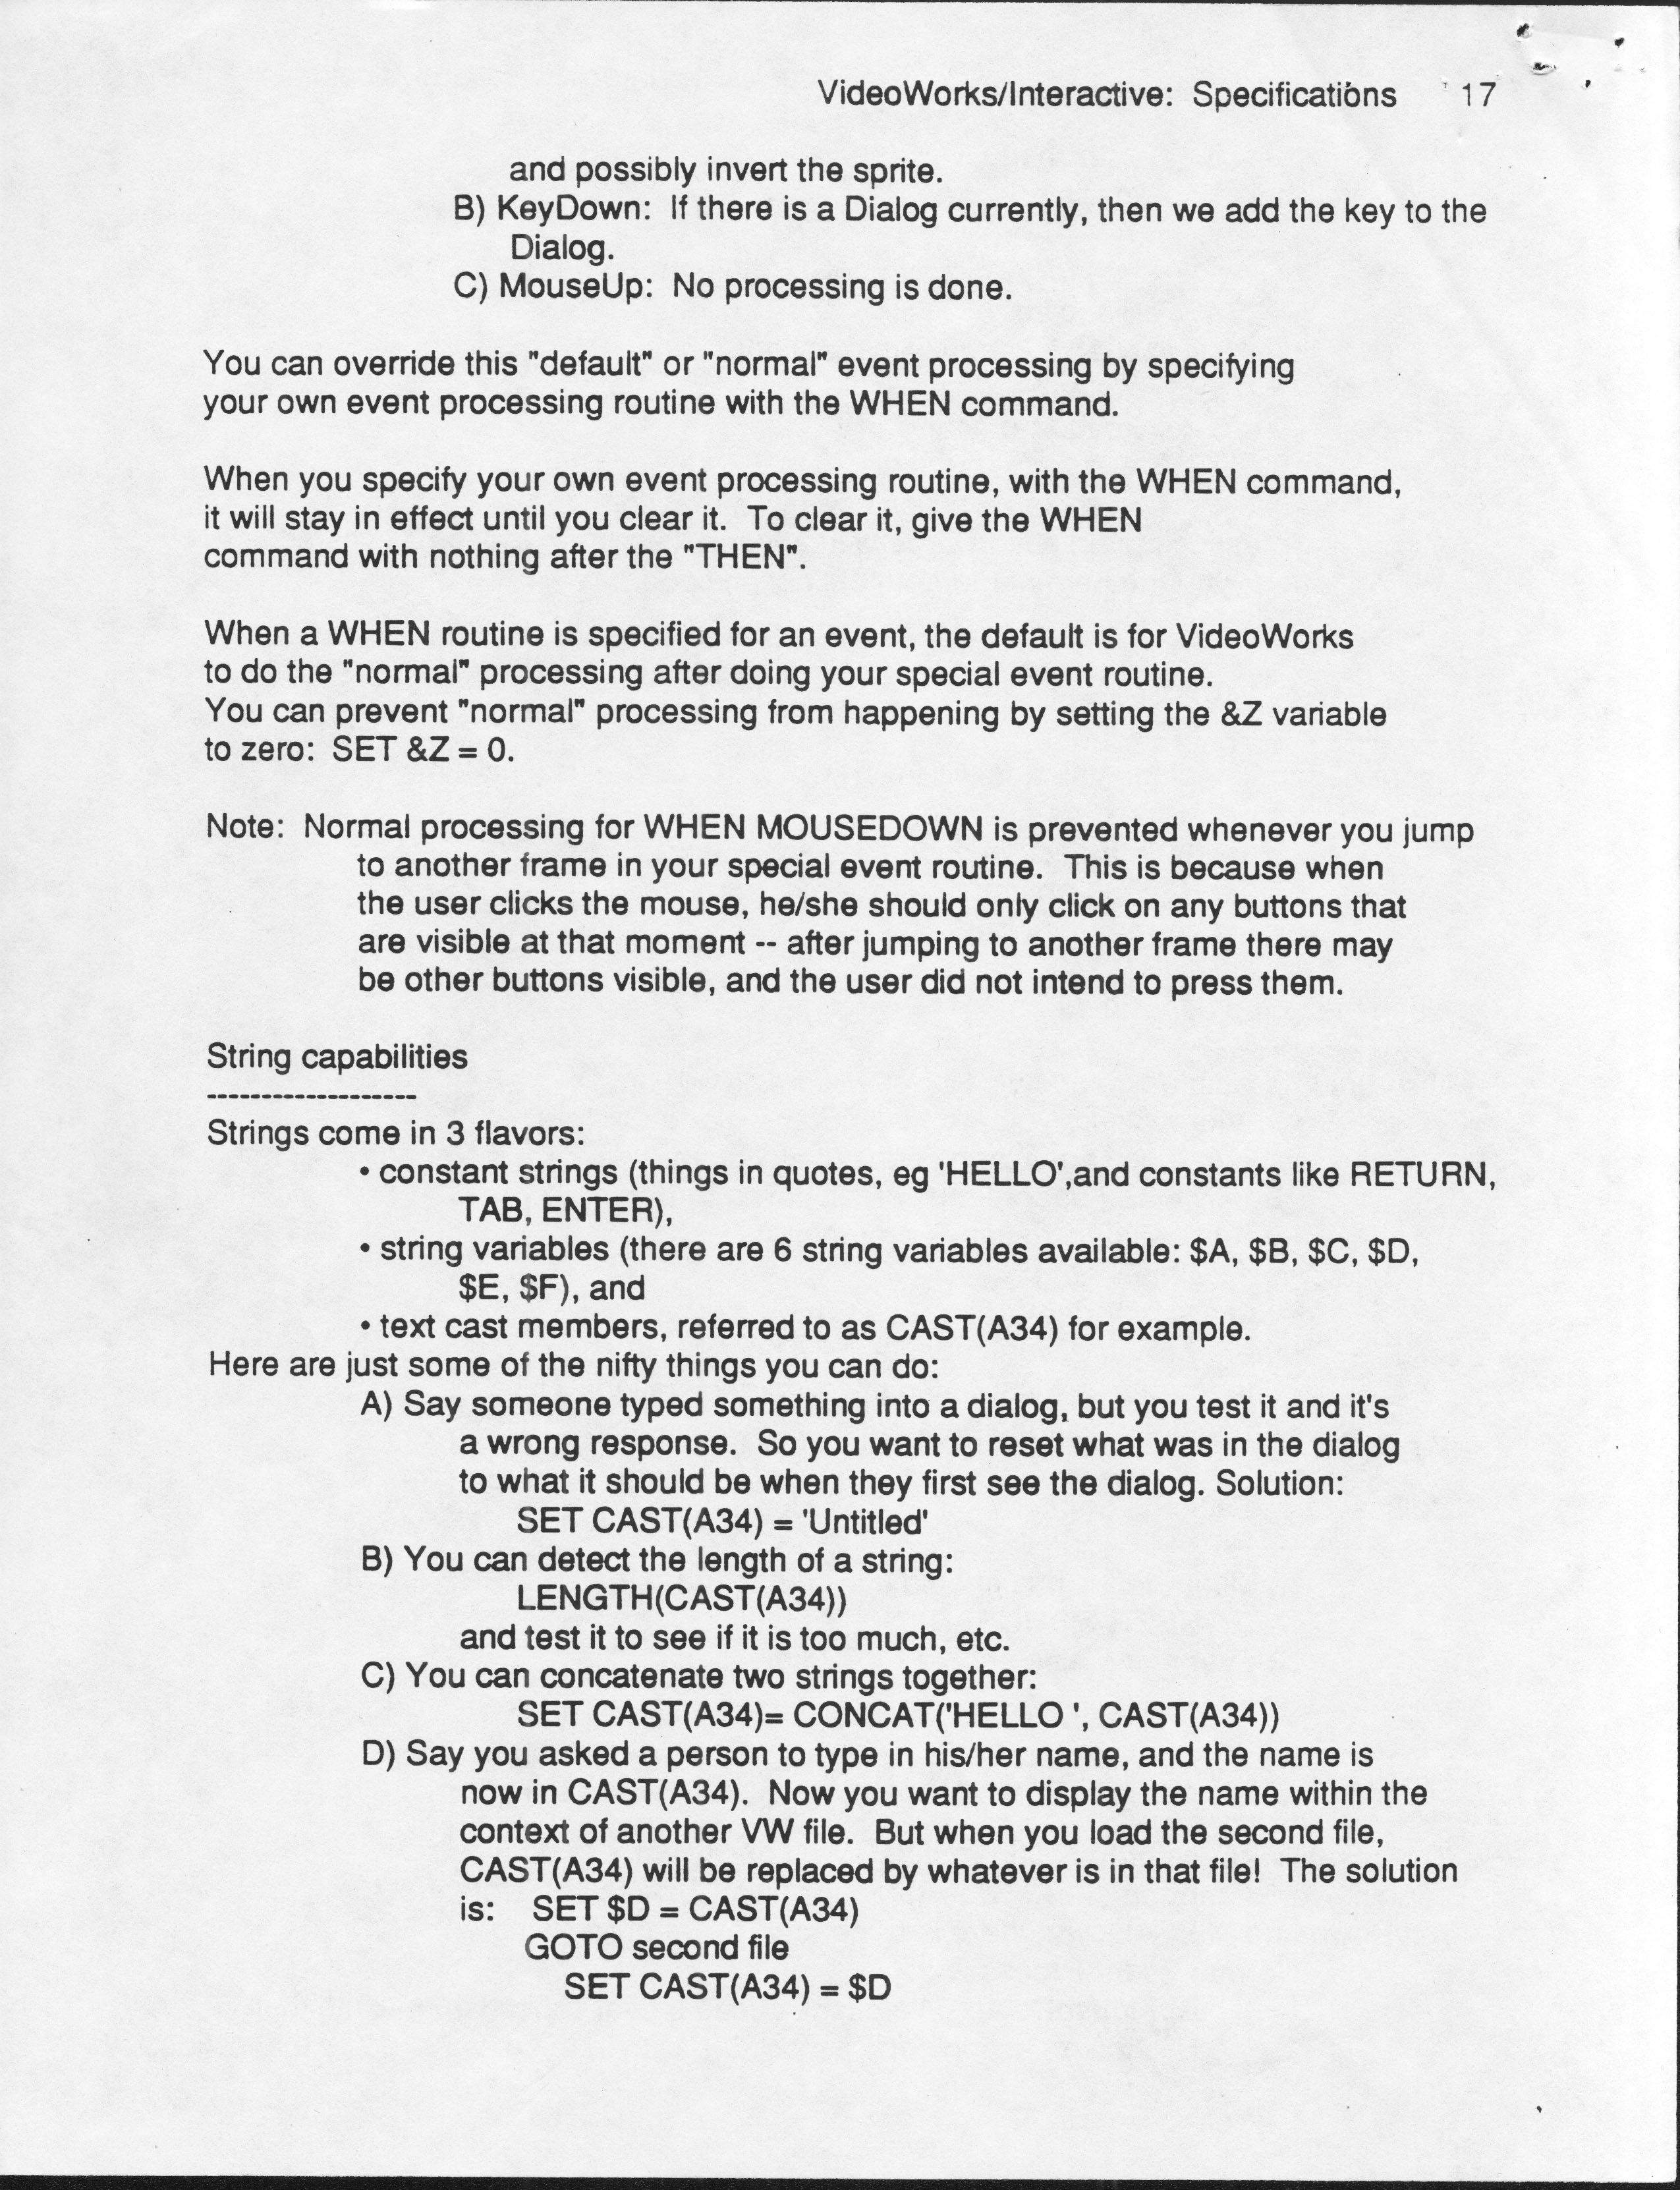 VideoWorks/Interactive: Specifications 17
and possibly invert the sprite.
B) KeyDown: If there is a Dialog currently, then we add the key to the
Dialog.
C) MouseUp: No processing is done.
You can override this "default" or "normal" event processing by specifying
your own event processing routine with the WHEN command.
When you specify your own event processing routine, with the WHEN command,
it will stay in effect until you clear it. To clear it, give the WHEN
command with nothing after the "THEN".
When a WHEN routine is specified for an event, the default is for VideoWorks
to do the "normal" processing after doing your special event routine.
You can prevent "normal" processing from happening by setting the &Z variable
to zero: SET &Z = 0.
Note: Normal processing for WHEN MOUSEDOWN is prevented whenever you jump
to another frame in your special event routine. This is because when
the user clicks the mouse, he/she should only click on any buttons that
are visible at that moment -- after jumping to another frame there may
be other buttons visible, and the user did not intend to press them.
String capabilities
-------------------
Strings come in 3 flavors:
• constant strings (things in quotes, eg 'HELLO',and constants like RETURN,
TAB, ENTER),
• string variables (there are 6 string variables available: $A, $B, $C, $D,
$E, $F), and
• text cast members, referred to as CAST(A34) for example.
Here are just some of the nifty things you can do:
A) Say someone typed something into a dialog, but you test it and it's
a wrong response. So you want to reset what was in the dialog
to what it should be when they first see the dialog. Solution:
SET CAST(A34) = 'Untitled'
B) You can detect the length of a string:
LENGTH(CAST(A34))
and test it to see if it is too much, etc.
C) You can concatenate two strings together:
SET CAST(A34)= CONCAT('HELLO ', CAST(A34))
D) Say you asked a person to type in his/her name, and the name is
now in CAST(A34). Now you want to display the name within the
context of another VW file. But when you load the second file,
CAST(A34) will be replaced by whatever is in that file! The solution
is: SET $D = CAST(A34)
GOTO second file
SET CAST(A34) = $D